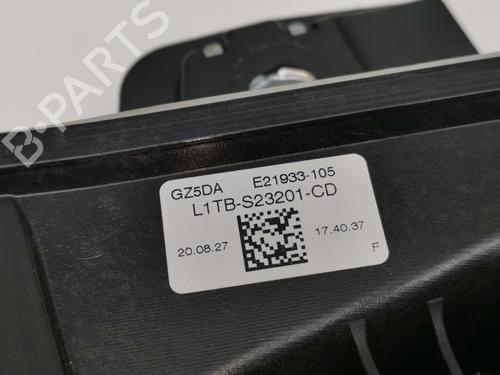 B-PARTS
GZ5DA E21933-105
L1TB-S23201-CD
20.08.27 17.40.37
F